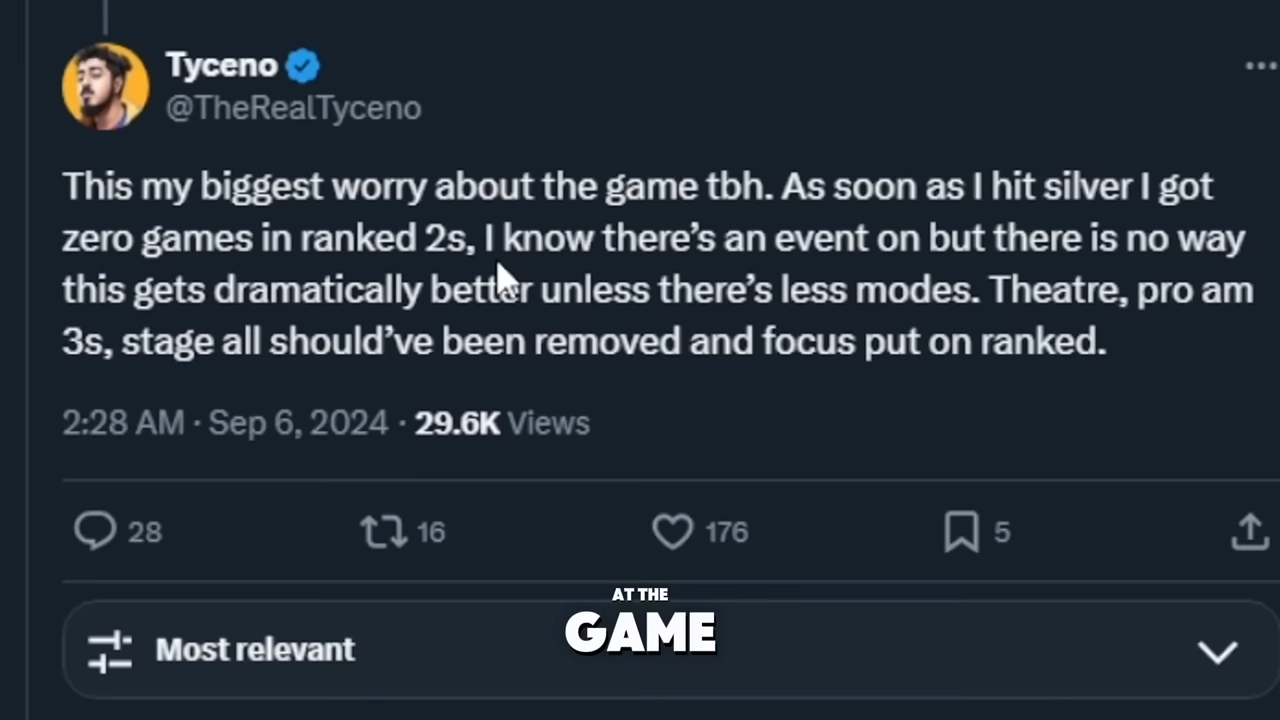 Tyceno
@TheRealTyceno
This my biggest worry about the game tbh. As soon as I hit silver I got
zero games in ranked 2s, I know there's an event on but there is no way
this gets dramatically better unless there's less modes. Theatre, pro am
3s, stage all should've been removed and focus put on ranked.
2:28 AM · Sep 6, 2024 · 29.6K Views
28 16 176 5
AT THE
GAME
Most relevant